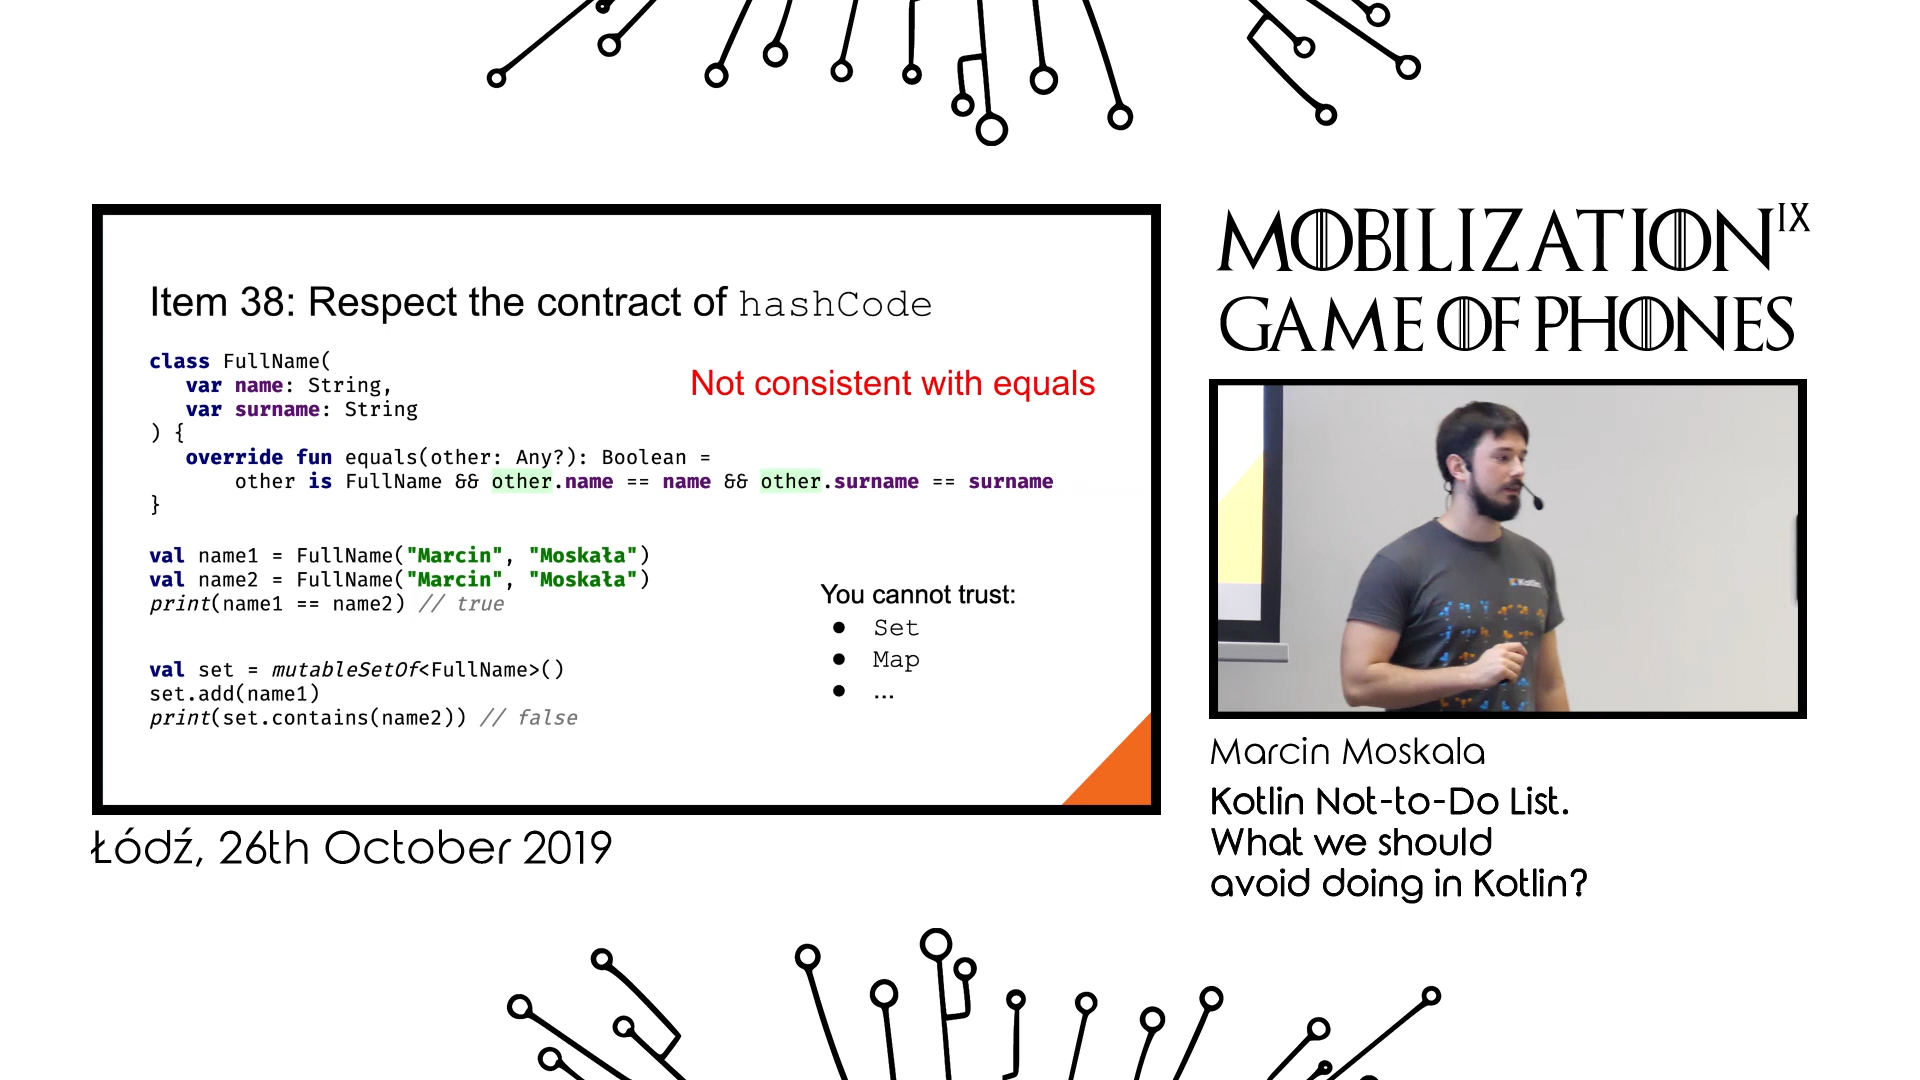 MOBILIZATION IX
GAME OF PHONES
Item 38: Respect the contract of hashCode
class FullName(
var name: String,
var surname: String
) {
override fun equals(other: Any?): Boolean =
other is FullName && other.name == name && other.surname == surname
}
Not consistent with equals
val name1 = FullName("Marcin", "Moskała")
val name2 = FullName("Marcin", "Moskała")
print(name1 == name2) // true
val set = mutableSetOf<FullName>()
set.add(name1)
print(set.contains(name2)) // false
You cannot trust:
● Set
● Map
● ...
Kotlin
Marcin Moskala
Kotlin Not-to-Do List.
What we should
avoid doing in Kotlin?
Łódź, 26th October 2019